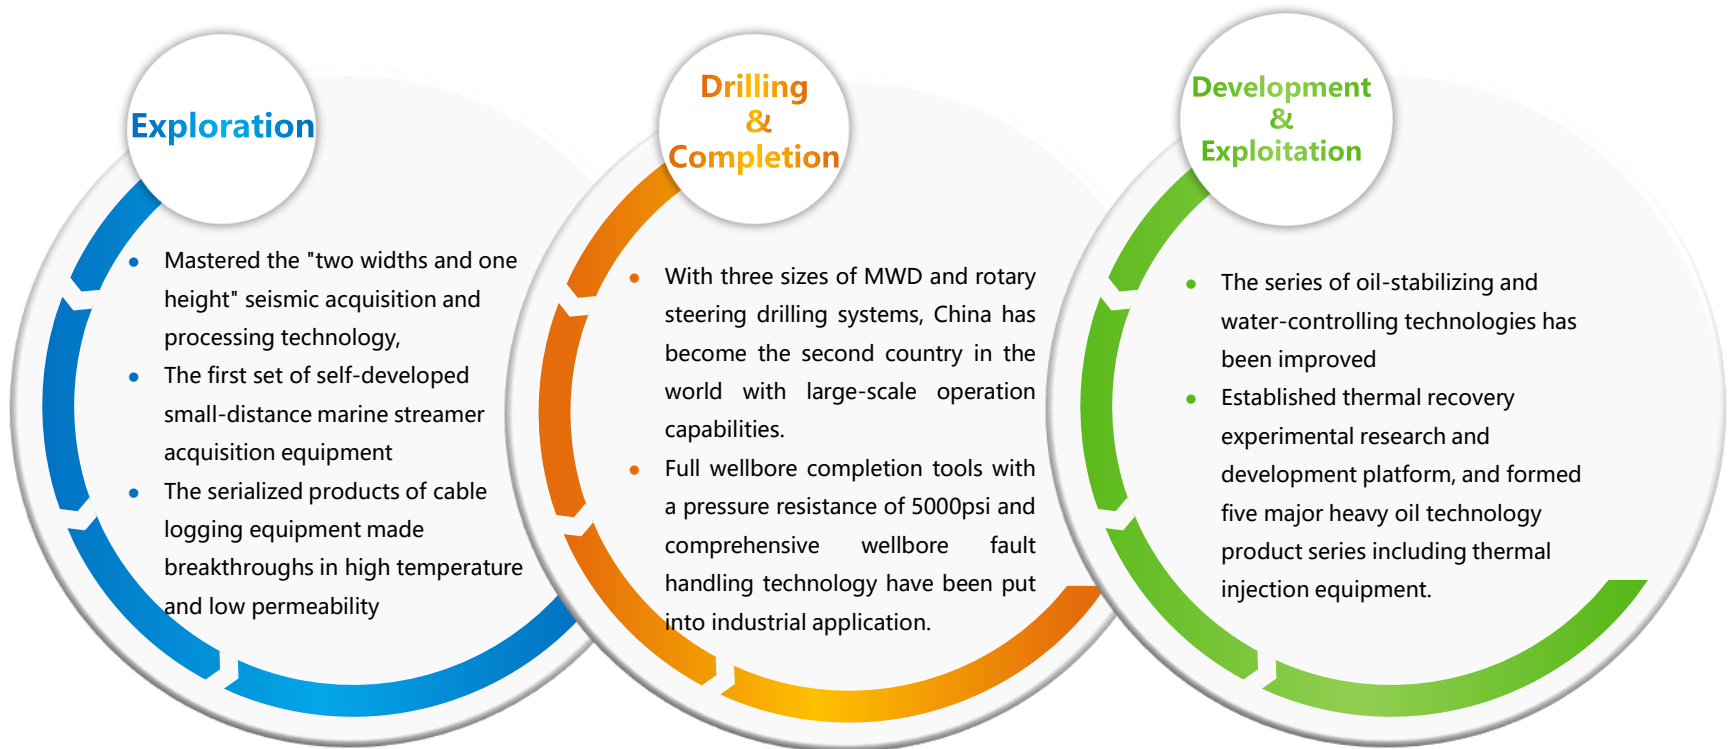 Exploration
● Mastered the "two widths and one
height" seismic acquisition and
processing technology,
● The first set of self-developed
small-distance marine streamer
acquisition equipment
● The serialized products of cable
logging equipment made
breakthroughs in high temperature
and low permeability
Drilling
&
Completion
● With three sizes of MWD and rotary
steering drilling systems, China has
become the second country in the
world with large-scale operation
capabilities.
● Full wellbore completion tools with
a pressure resistance of 5000psi and
comprehensive wellbore fault
handling technology have been put
into industrial application.
Development
&
Exploitation
● The series of oil-stabilizing and
water-controlling technologies has
been improved
● Established thermal recovery
experimental research and
development platform, and formed
five major heavy oil technology
product series including thermal
injection equipment.